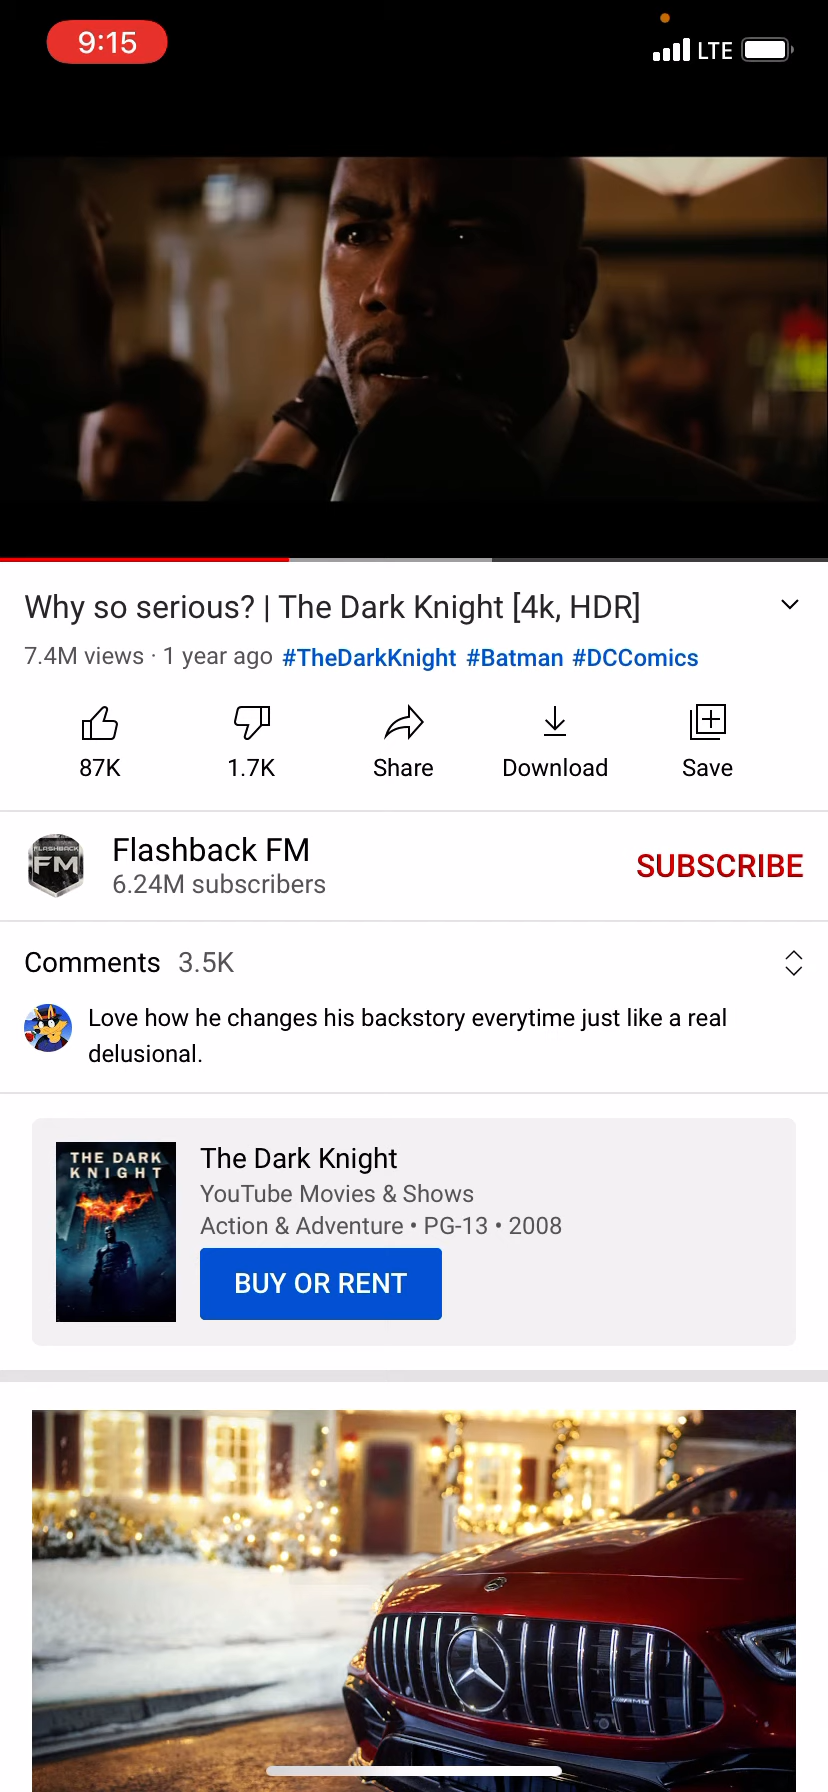 9:15
LTE
Why so serious? | The Dark Knight [4k, HDR]
7.4M views · 1 year ago #TheDarkKnight #Batman #DCComics
87K
1.7K
Share
Download
Save
FLASHBACK
FM
Flashback FM
6.24M subscribers
SUBSCRIBE
Comments 3.5K
Love how he changes his backstory everytime just like a real
delusional.
THE DARK
KNIGHT
The Dark Knight
YouTube Movies & Shows
Action & Adventure • PG-13 • 2008
BUY OR RENT
AMG